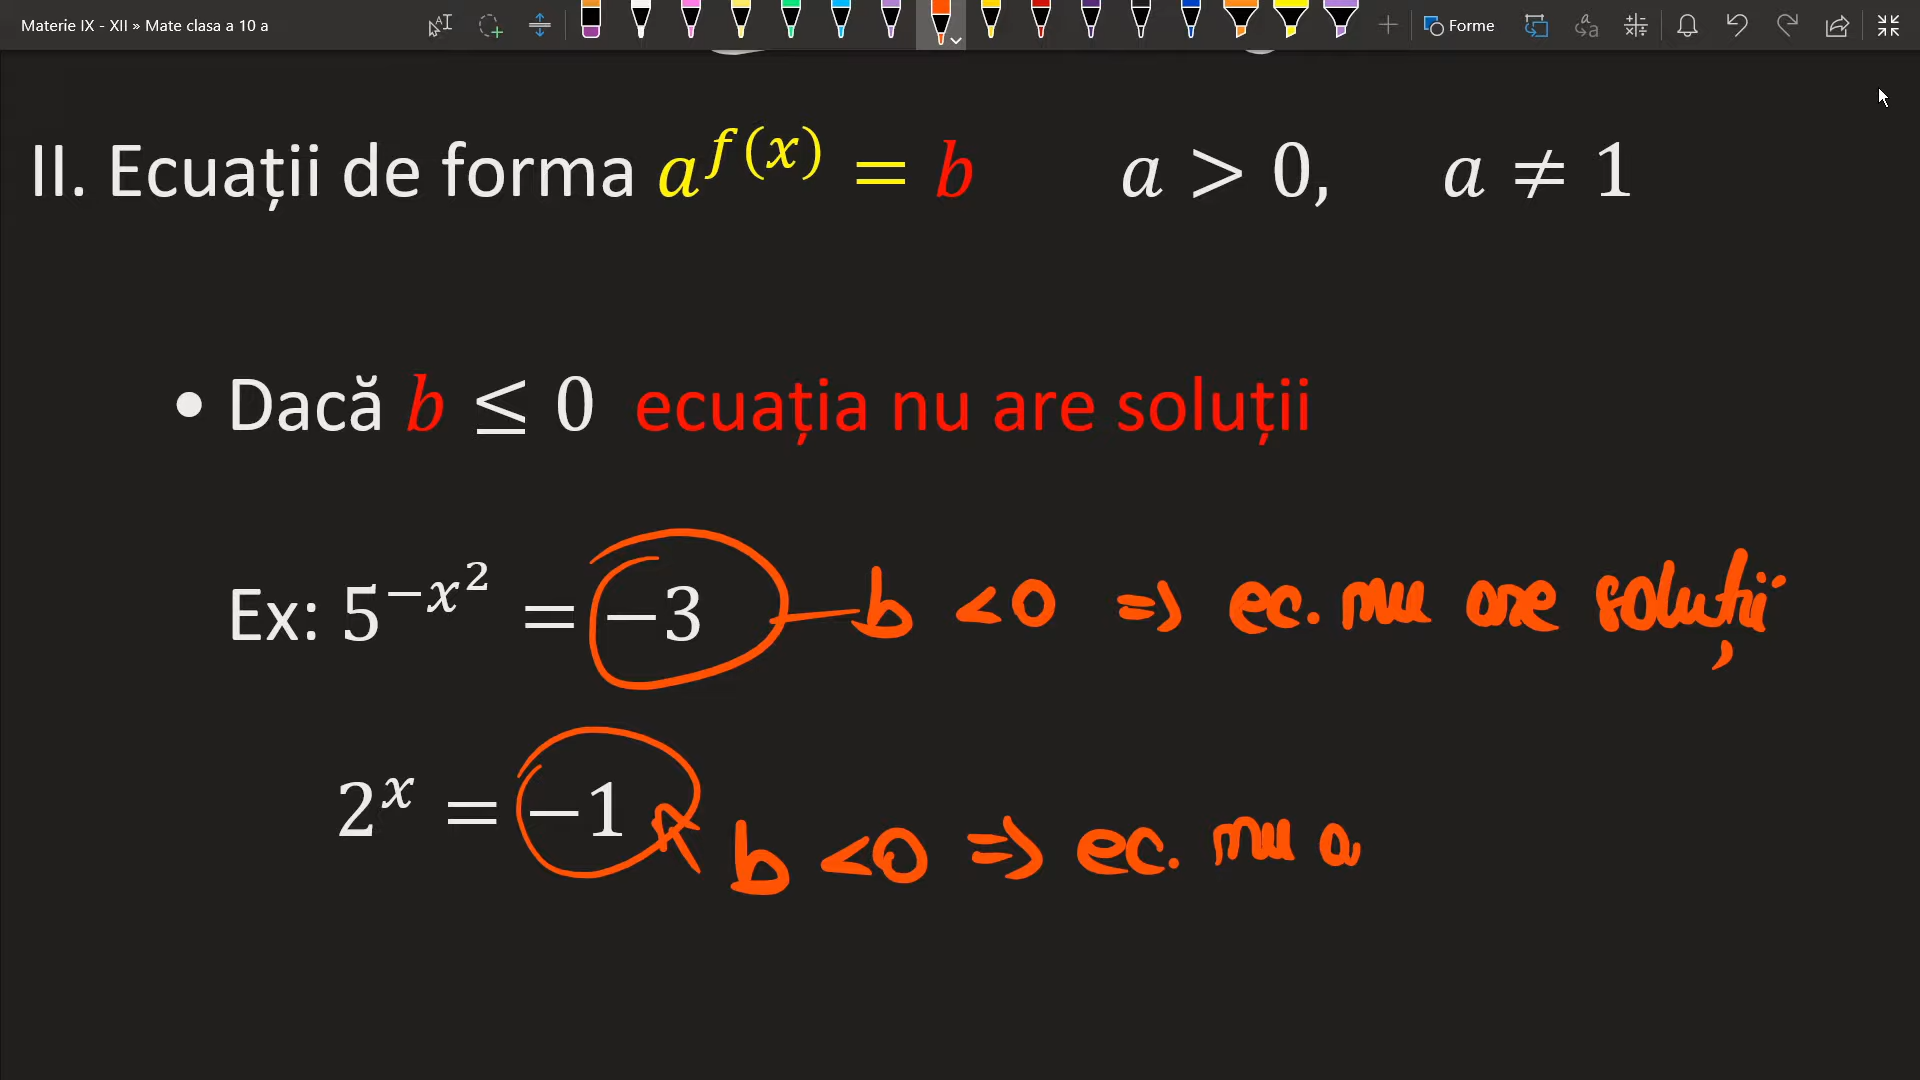 Materie IX - XII » Mate clasa a 10 a
Forme
II. Ecuații de forma a^{f(x)} = b a > 0, a ≠ 1
• Dacă b ≤ 0 ecuația nu are soluții
Ex: 5^{-x^2} = -3 b < 0 => ec. nu are soluții
2^x = -1 b < 0 => ec. nu a